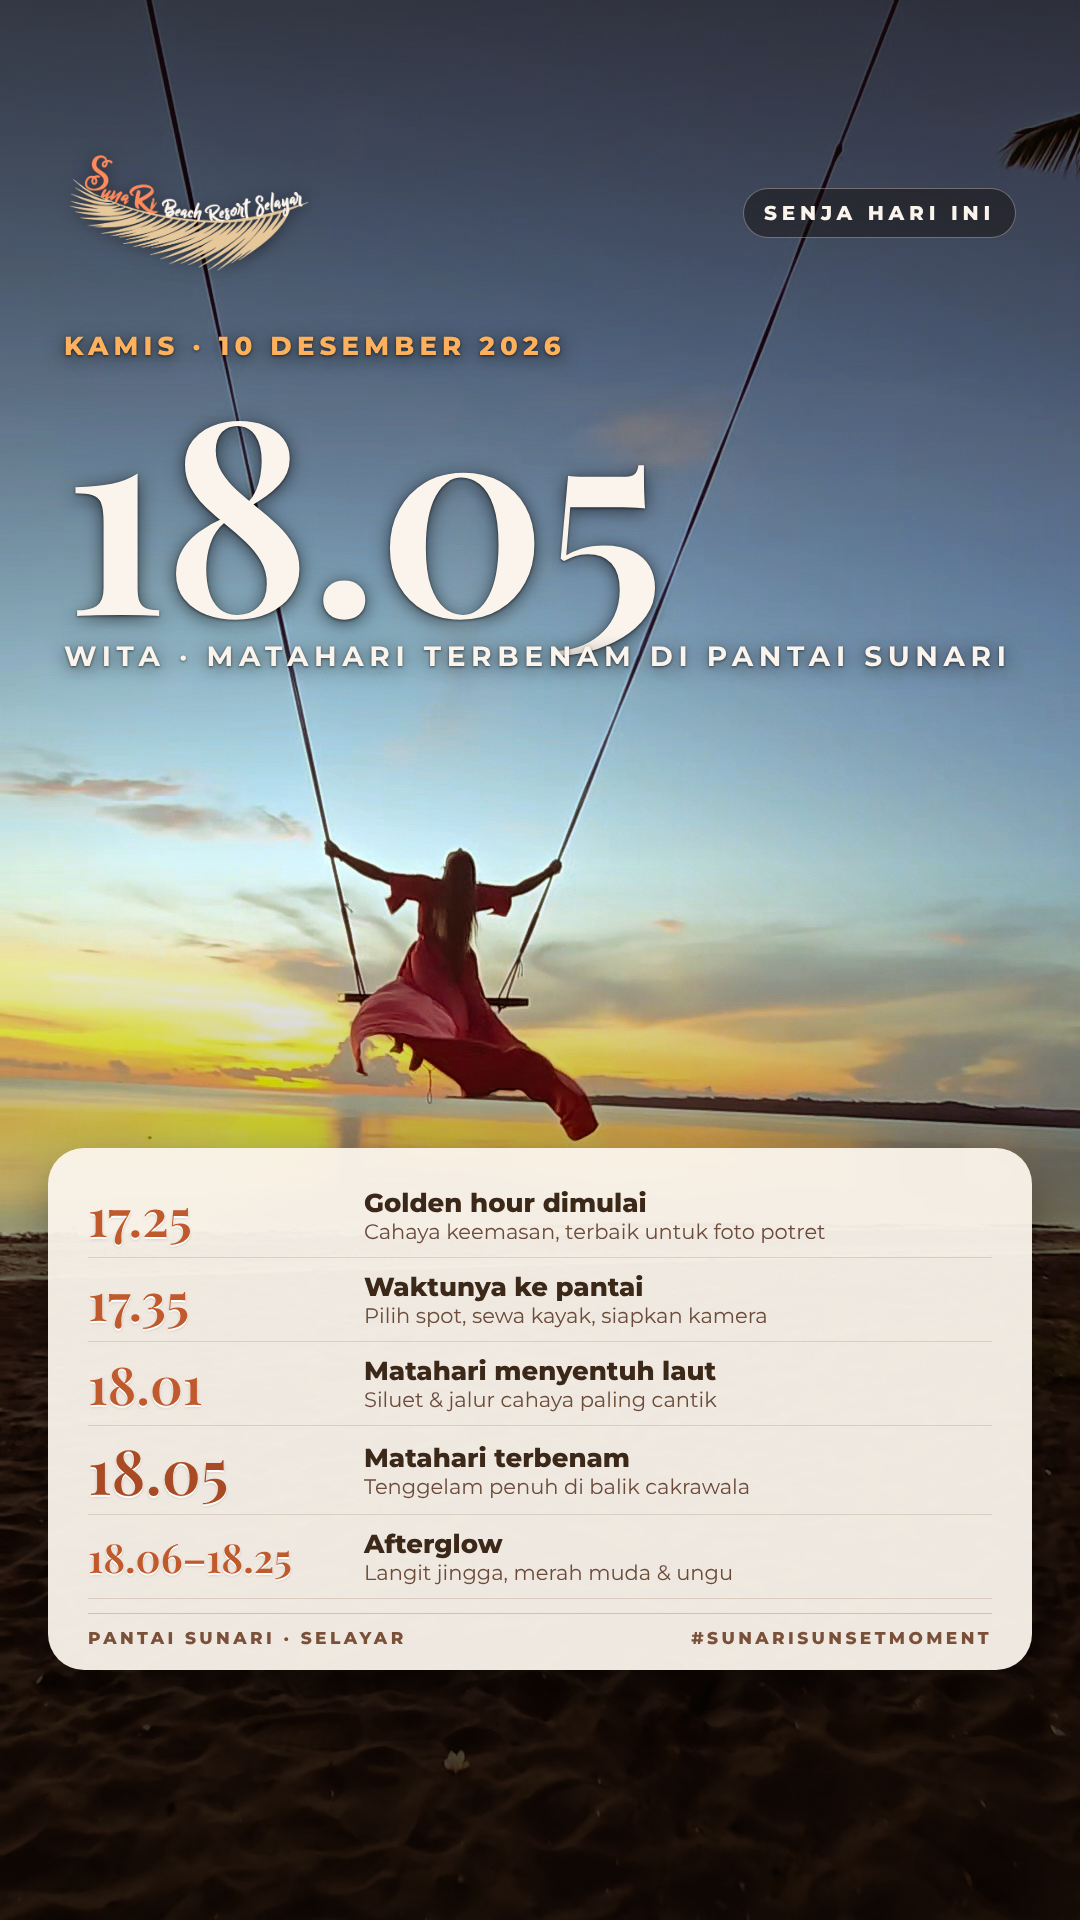 SunaRi Beach Resort Selayar
SENJA HARI INI
KAMIS · 10 DESEMBER 2026
18.05
WITA · MATAHARI TERBENAM DI PANTAI SUNARI
17.25
Golden hour dimulai
Cahaya keemasan, terbaik untuk foto potret
17.35
Waktunya ke pantai
Pilih spot, sewa kayak, siapkan kamera
18.01
Matahari menyentuh laut
Siluet & jalur cahaya paling cantik
18.05
Matahari terbenam
Tenggelam penuh di balik cakrawala
18.06–18.25
Afterglow
Langit jingga, merah muda & ungu
PANTAI SUNARI · SELAYAR
#SUNARISUNSETMOMENT